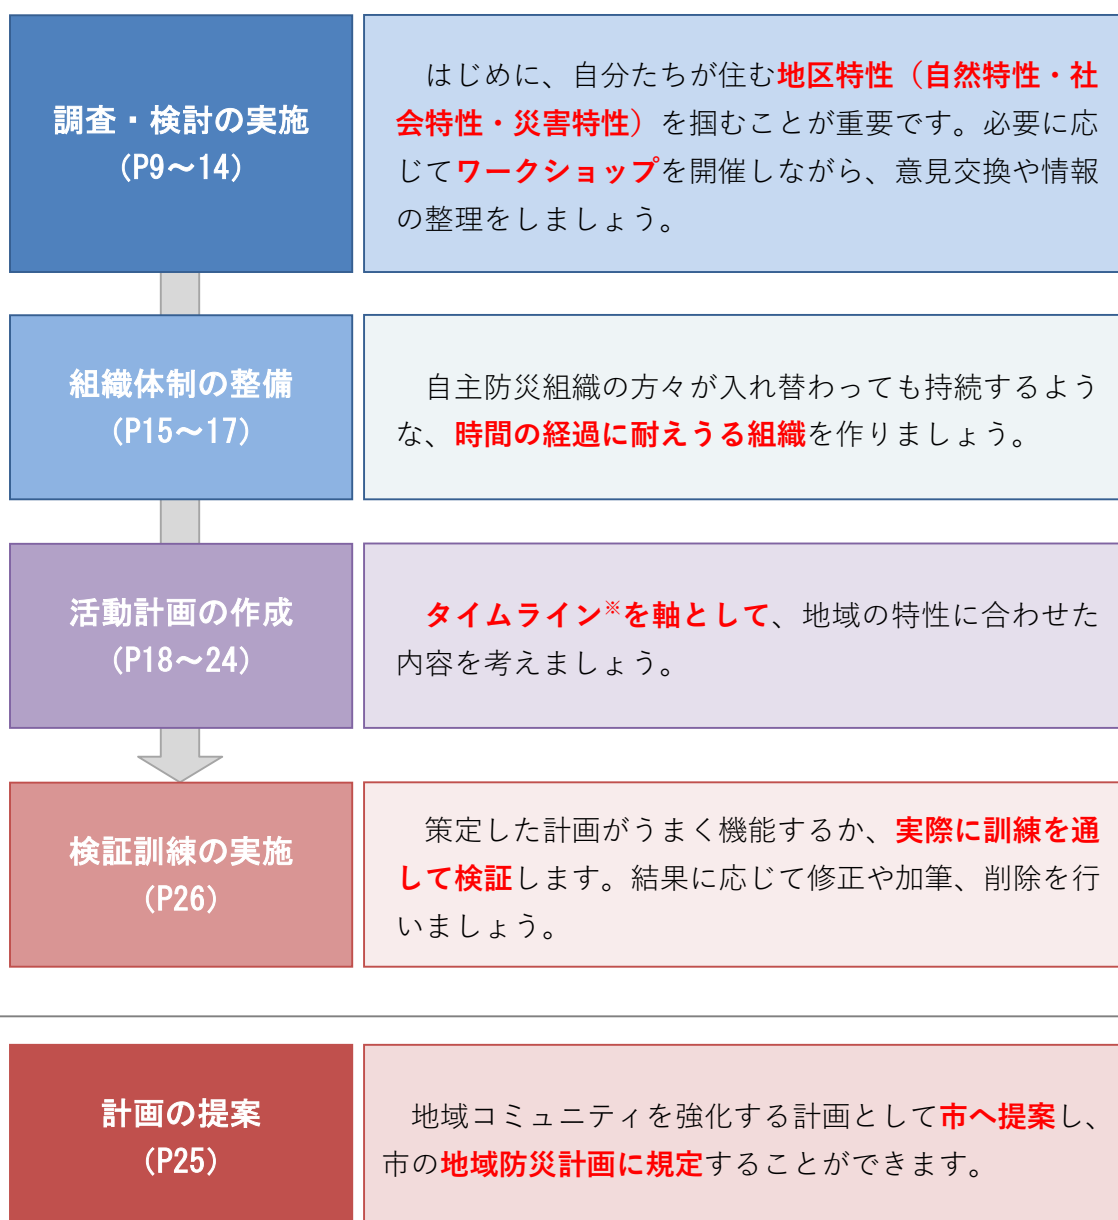 調査・検討の実施
(P9～14)
はじめに、自分たちが住む地区特性（自然特性・社
会特性・災害特性）を掴むことが重要です。必要に応
じてワークショップを開催しながら、意見交換や情報
の整理をしましょう。
組織体制の整備
(P15～17)
自主防災組織の方々が入れ替わっても持続するよう
な、時間の経過に耐えうる組織を作りましょう。
活動計画の作成
(P18～24)
タイムライン※を軸として、地域の特性に合わせた
内容を考えましょう。
検証訓練の実施
(P26)
策定した計画がうまく機能するか、実際に訓練を通
して検証します。結果に応じて修正や加筆、削除を行
いましょう。
計画の提案
(P25)
地域コミュニティを強化する計画として市へ提案し、
市の地域防災計画に規定することができます。